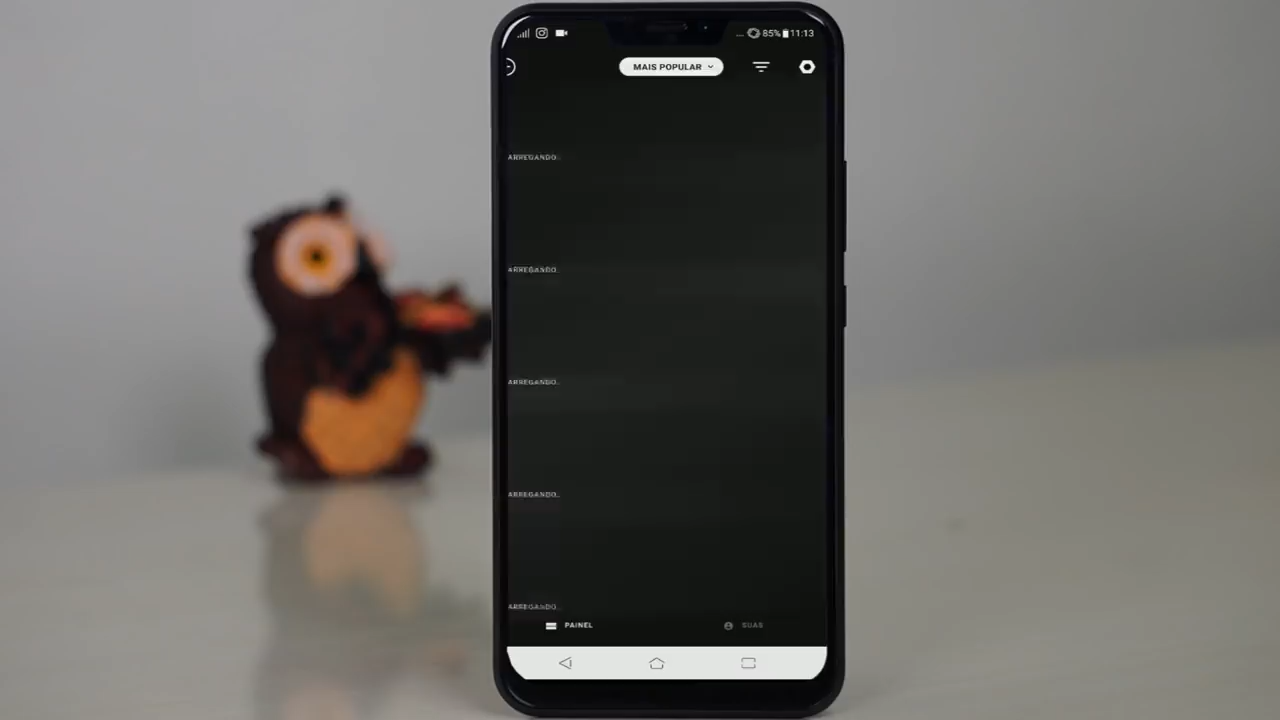 85% 11:13
MAIS POPULAR
ARREGANDO..
ARREGANDO..
ARREGANDO..
ARREGANDO..
ARREGANDO..
PAINEL SUAS